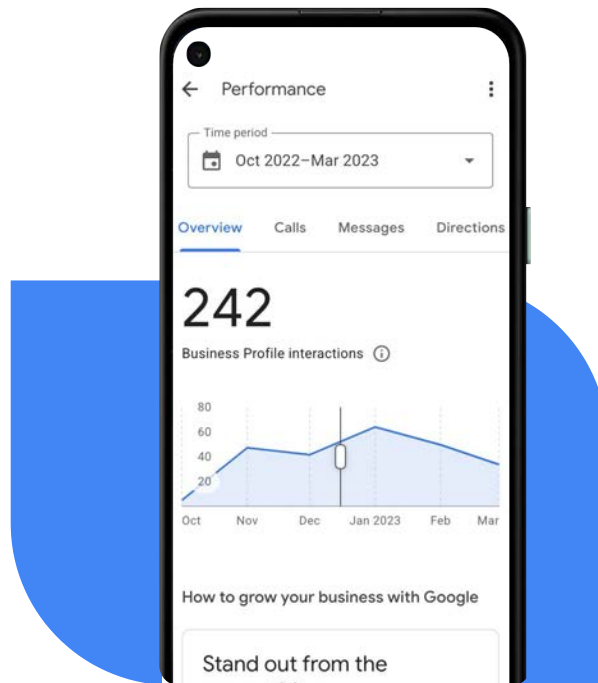 Performance
Time period
Oct 2022–Mar 2023
Overview Calls Messages Directions
242
Business Profile interactions
80
60
40
20
Oct Nov Dec Jan 2023 Feb Mar
How to grow your business with Google
Stand out from the